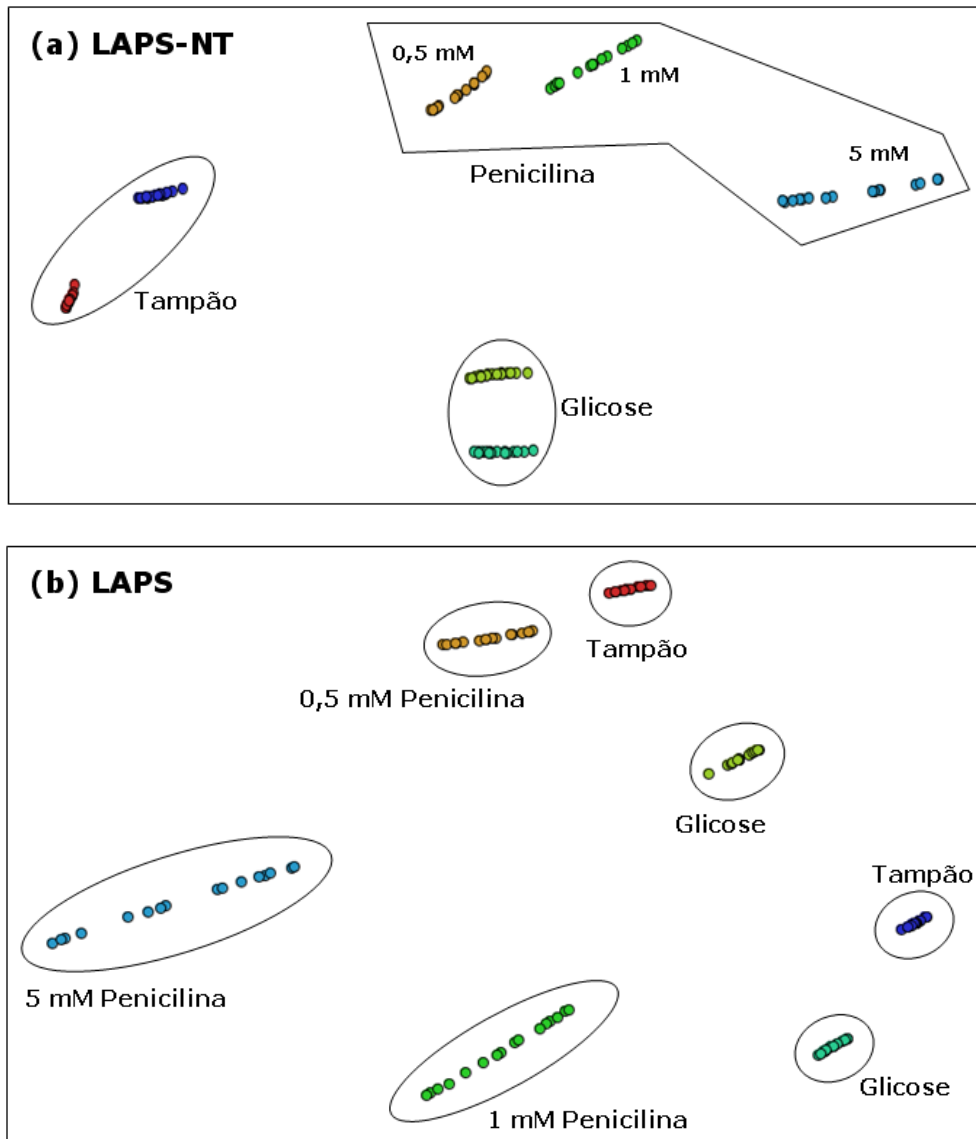 (a) LAPS-NT
0,5 mM
1 mM
Penicilina
5 mM
Tampão
Glicose
(b) LAPS
Tampão
0,5 mM Penicilina
Glicose
Tampão
5 mM Penicilina
Glicose
1 mM Penicilina